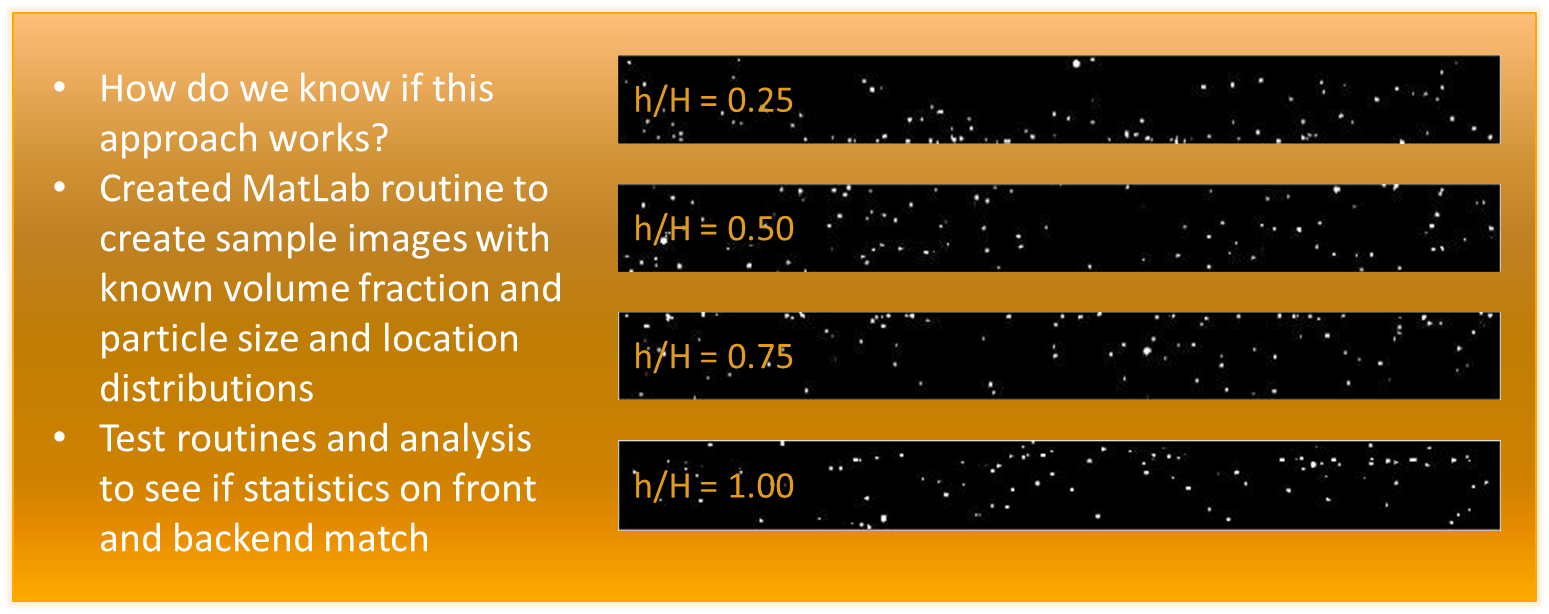 • How do we know if this
approach works?
• Created MatLab routine to
create sample images with
known volume fraction and
particle size and location
distributions
• Test routines and analysis
to see if statistics on front
and backend match
h/H = 0.25
h/H = 0.50
h/H = 0.75
h/H = 1.00